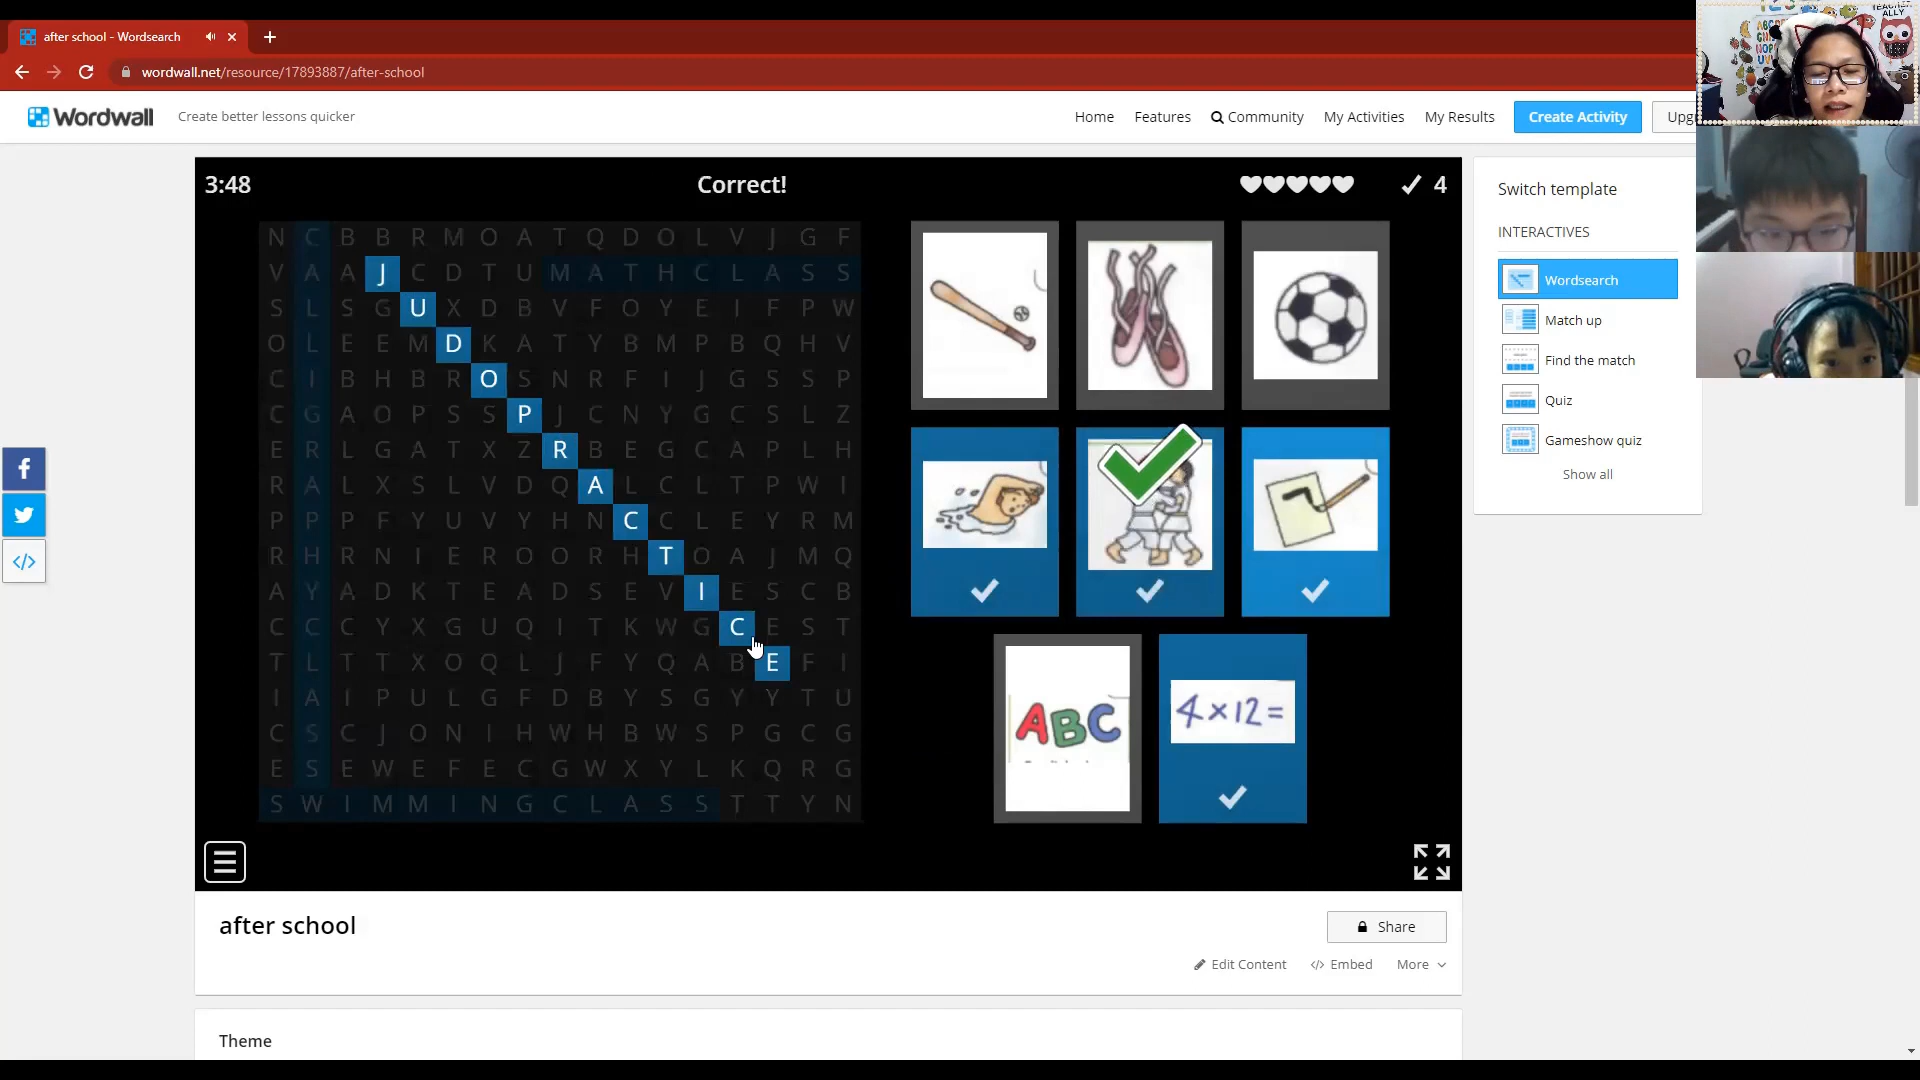 after school - Wordsearch
wordwall.net/resource/17893887/after-school
Wordwall
Create better lessons quicker
Home
Features
Community
My Activities
My Results
Create Activity
3:48
Correct!
4
N C B B R M O A T Q D O L V J G F
V A A J C D T U M A T H C L A S S
S L S G U X D B V F O Y E I F P W
O L E E M D K A T Y B M P B Q H V
C I B H B R O S N R F I J G S S P
C G A O P S S P J C N Y G C S L Z
E R L G A T X Z R B E G C A P L H
R A L X S L V D Q A L C L T P W I
P P P F Y U V Y H N C C L E Y R M
R H R N I E R O O R H T O A J M Q
A Y A D K T E A D S E V I E S C B
C C C Y X G U Q I T K W G C E S T
T L T T X O Q L J F Y Q A B E F I
I A I P U L G F D B Y S G Y Y T U
C S C J O N I H W H B W S P G C G
E S E W E F E C G W X Y L K Q R G
S W I M M I N G C L A S S T T Y N
ABC
4×12=
after school
Share
Edit Content
Embed
More
Theme
Switch template
INTERACTIVES
Wordsearch
Match up
Find the match
Quiz
Gameshow quiz
Show all
ALLY